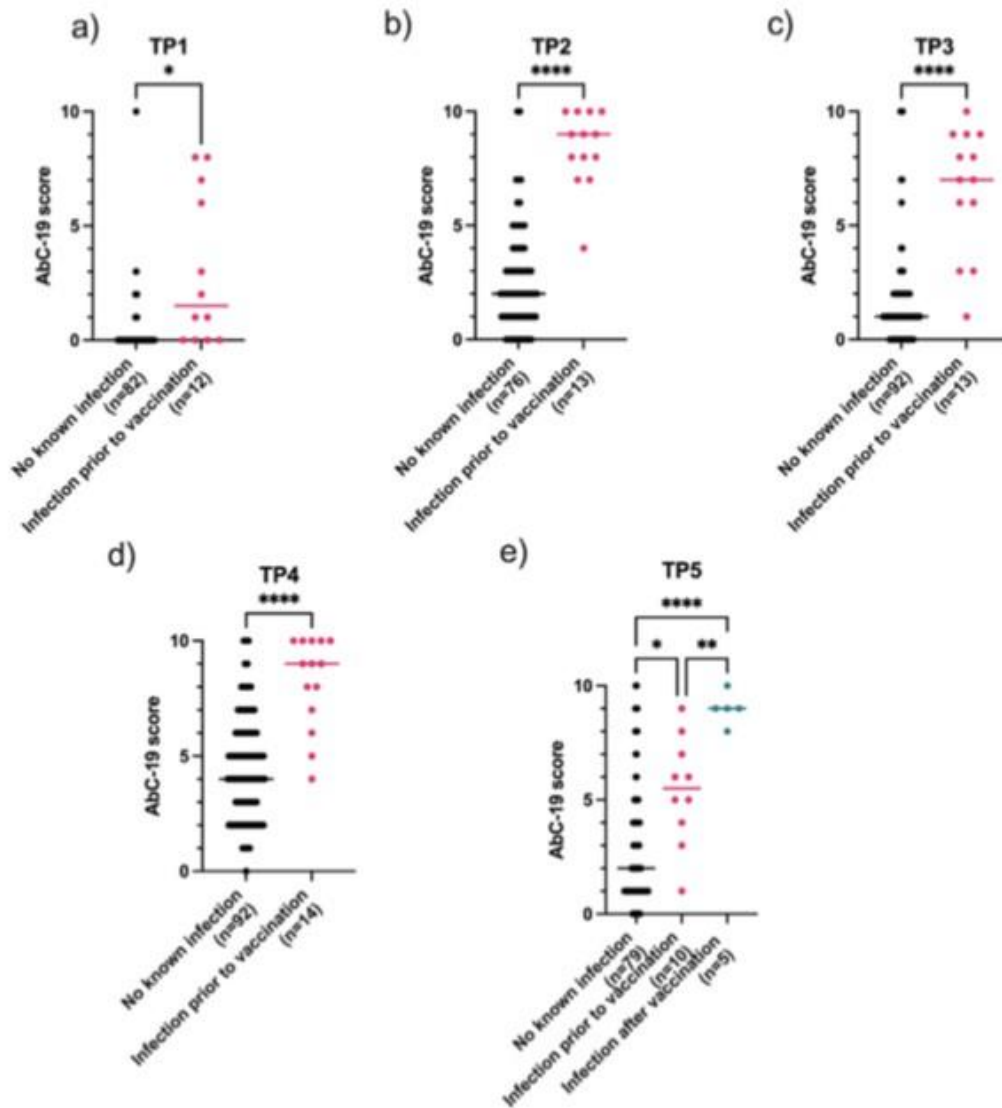 a)
TP1
*
AbC-19 score
10
5
0
No known infection
(n=82)
Infection prior to vaccination
(n=12)
b)
TP2
****
AbC-19 score
10
5
0
No known infection
(n=76)
Infection prior to vaccination
(n=13)
c)
TP3
****
AbC-19 score
10
5
0
No known infection
(n=92)
Infection prior to vaccination
(n=13)
d)
TP4
****
AbC-19 score
10
5
0
No known infection
(n=92)
Infection prior to vaccination
(n=14)
e)
TP5
****
* **
AbC-19 score
10
5
0
No known infection
(n=79)
Infection prior to vaccination
(n=10)
Infection after vaccination
(n=5)